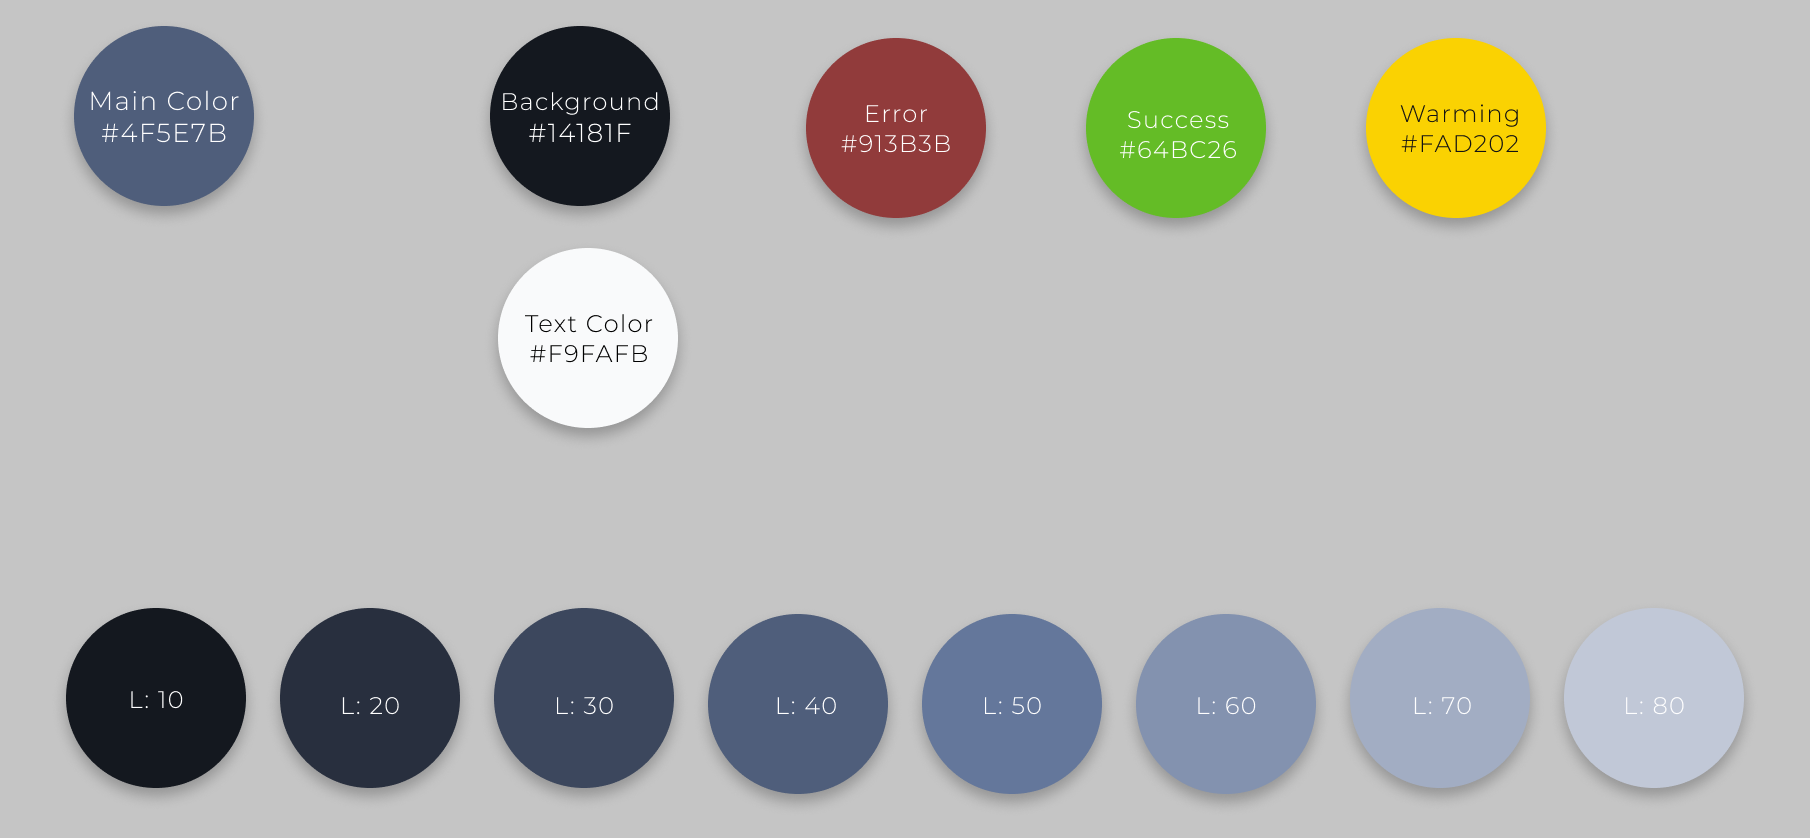 Main Color
#4F5E7B
Background
#14181F
Error
#913B3B
Success
#64BC26
Warming
#FAD202
Text Color
#F9FAFB
L: 10
L: 20
L: 30
L: 40
L: 50
L: 60
L: 70
L: 80